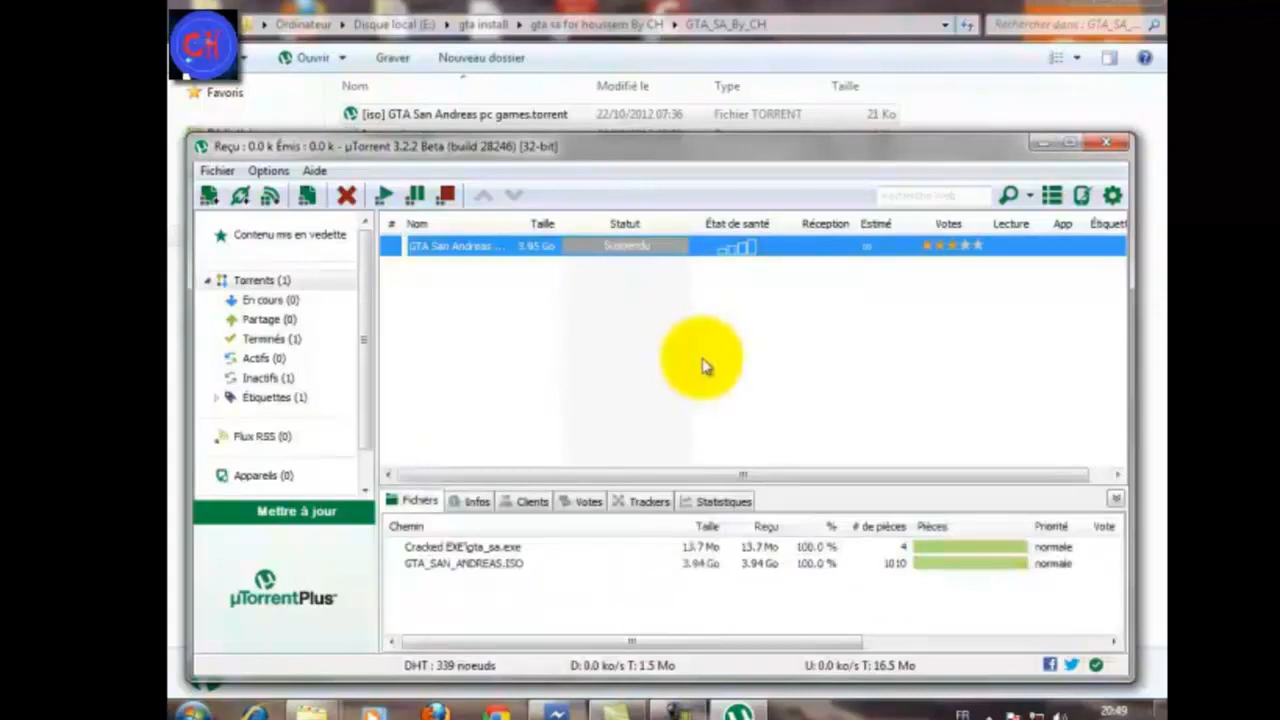 CH
Ordinateur ▸ Disque local (E:) ▸ gta install ▸ gta sa for houssem By CH ▸ GTA_SA_By_CH
Rechercher dans : GTA_SA_...
Ouvrir Graver Nouveau dossier
Nom Modifié le Type Taille
Favoris
[iso] GTA San Andreas pc games.torrent 22/10/2012 07:36 Fichier TORRENT 21 Ko
Reçu : 0.0 k Émis : 0.0 k - µTorrent 3.2.2 Beta (build 28246) [32-bit]
Fichier Options Aide
Recherche Web
# Nom Taille Statut État de santé Réception Estimé Votes Lecture App Étiquett
GTA San Andreas ... 3.95 Go Suspendu ∞
Contenu mis en vedette
Torrents (1)
En cours (0)
Partage (0)
Terminés (1)
Actifs (0)
Inactifs (1)
Étiquettes (1)
Flux RSS (0)
Appareils (0)
Mettre à jour
µTorrentPlus
Fichiers Infos Clients Votes Trackers Statistiques
Chemin Taille Reçu % # de pièces Pièces Priorité Vote
Cracked EXE\gta_sa.exe 13.7 Mo 13.7 Mo 100.0 % 4 normale
GTA_SAN_ANDREAS.ISO 3.94 Go 3.94 Go 100.0 % 1010 normale
DHT : 339 noeuds D: 0.0 ko/s T: 1.5 Mo U: 0.0 ko/s T: 16.5 Mo
FR 20:49